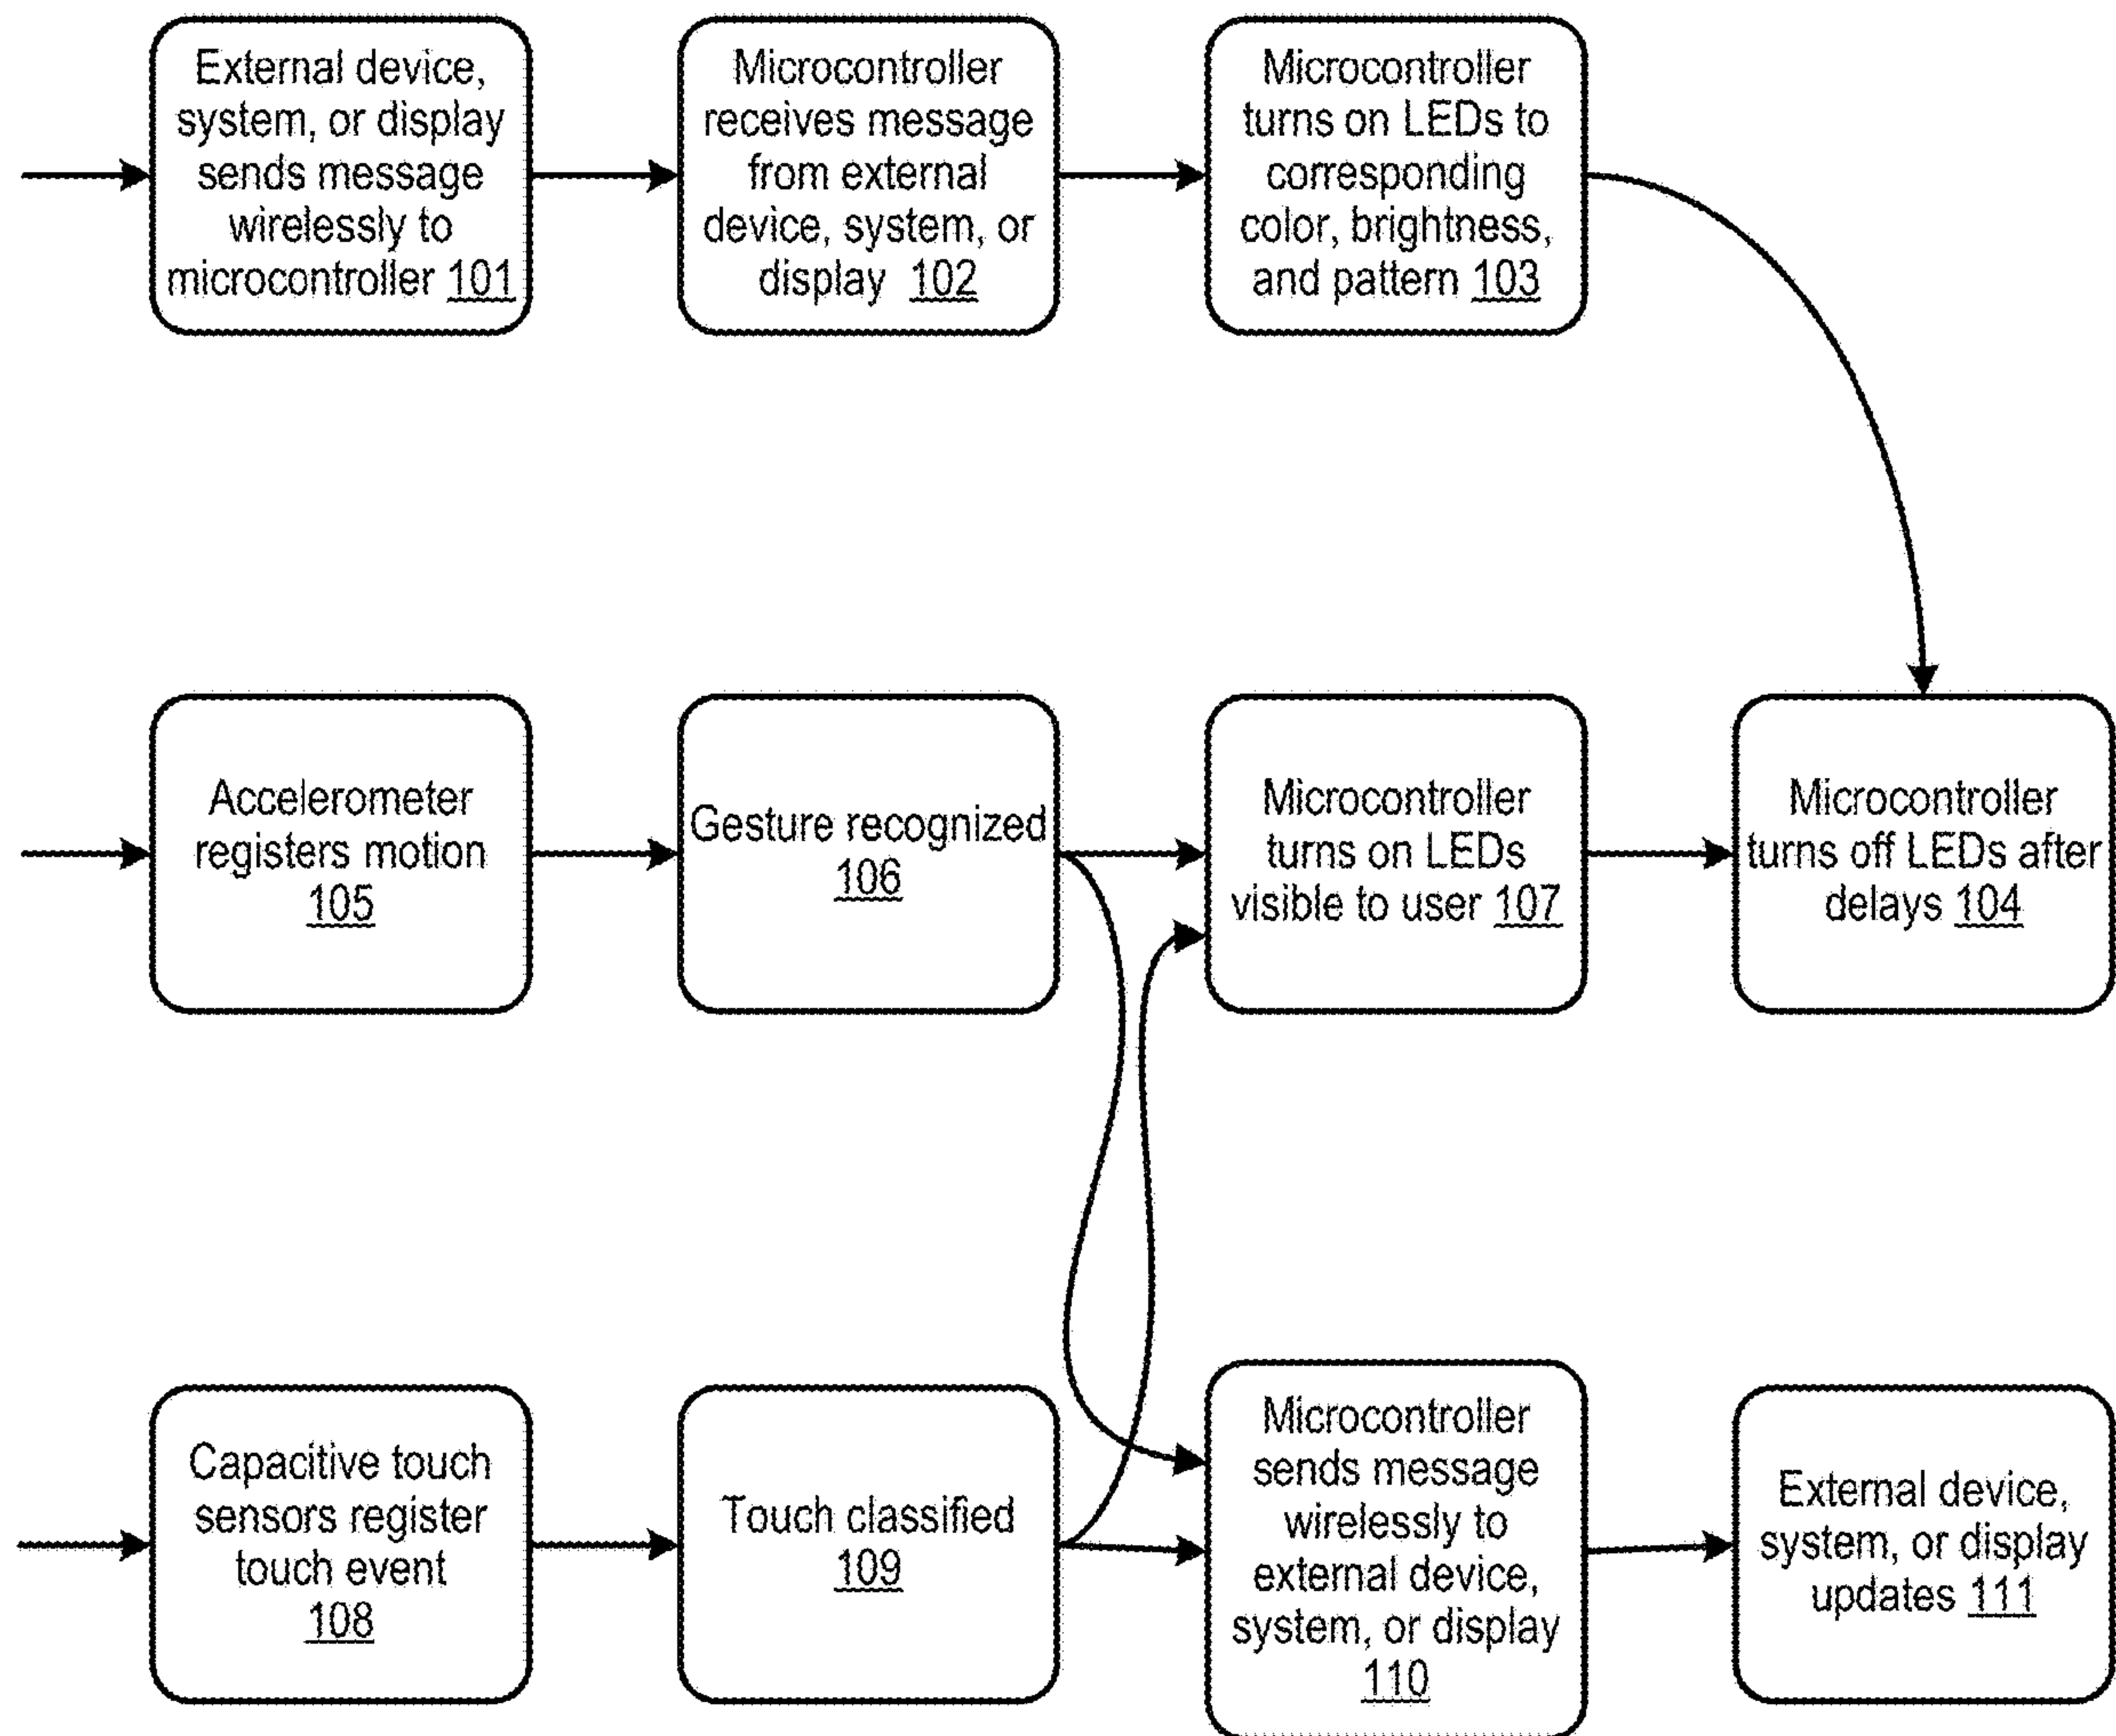 External device,
system, or display
sends message
wirelessly to
microcontroller 101
Microcontroller
receives message
from external
device, system, or
display 102
Microcontroller
turns on LEDs to
corresponding
color, brightness,
and pattern 103
Accelerometer
registers motion
105
Gesture recognized
106
Microcontroller
turns on LEDs
visible to user 107
Microcontroller
turns off LEDs after
delays 104
Capacitive touch
sensors register
touch event
108
Touch classified
109
Microcontroller
sends message
wirelessly to
external device,
system, or display
110
External device,
system, or display
updates 111